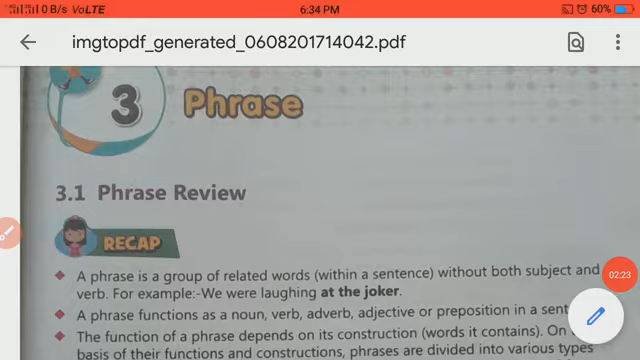 0 B/s VoLTE 6:34 PM 60%
imgtopdf_generated_0608201714042.pdf
3 Phrase
3.1 Phrase Review
RECAP
A phrase is a group of related words (within a sentence) without both subject and
verb. For example:-We were laughing at the joker.
A phrase functions as a noun, verb, adverb, adjective or preposition in a
The function of a phrase depends on its construction (words it contains). On
basis of their functions and constructions, phrases are divided into various types
02:23